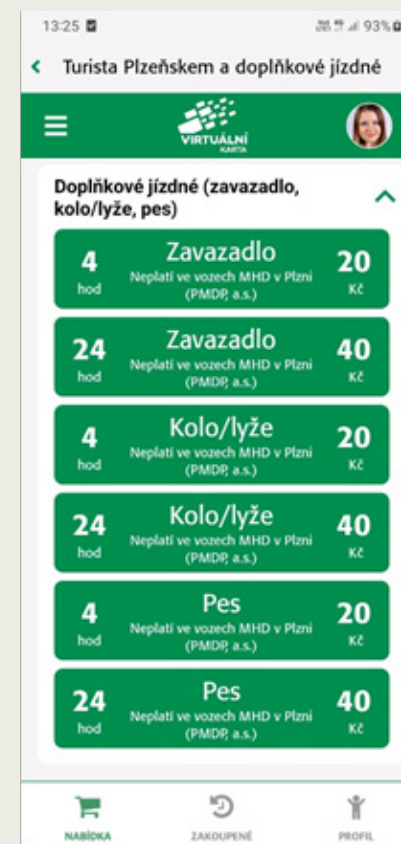 13:25 93%
Turista Plzeňskem a doplňkové jízdné
VIRTUÁLNÍ
KARTA
Doplňkové jízdné (zavazadlo,
kolo/lyže, pes)
4 Zavazadlo 20
hod Neplatí ve vozech MHD v Plzni Kč
(PMDP, a.s.)
24 Zavazadlo 40
hod Neplatí ve vozech MHD v Plzni Kč
(PMDP, a.s.)
4 Kolo/lyže 20
hod Neplatí ve vozech MHD v Plzni Kč
(PMDP, a.s.)
24 Kolo/lyže 40
hod Neplatí ve vozech MHD v Plzni Kč
(PMDP, a.s.)
4 Pes 20
hod Neplatí ve vozech MHD v Plzni Kč
(PMDP, a.s.)
24 Pes 40
hod Neplatí ve vozech MHD v Plzni Kč
(PMDP, a.s.)
NABÍDKA ZAKOUPENÉ PROFIL